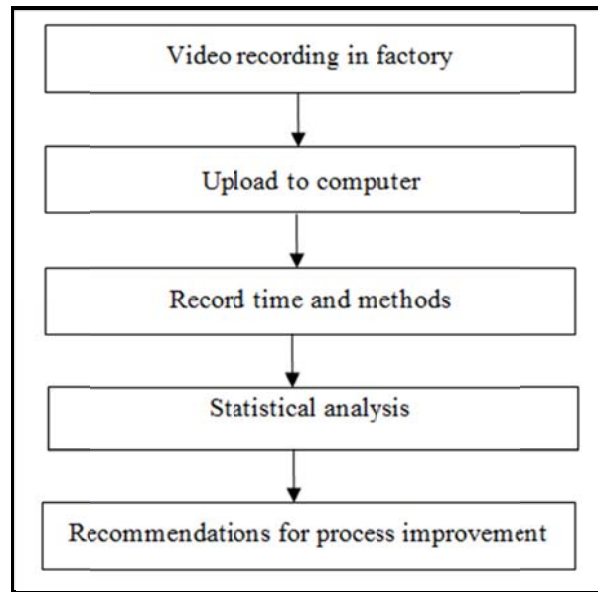 Video recording in factory
Upload to computer
Record time and methods
Statistical analysis
Recommendations for process improvement